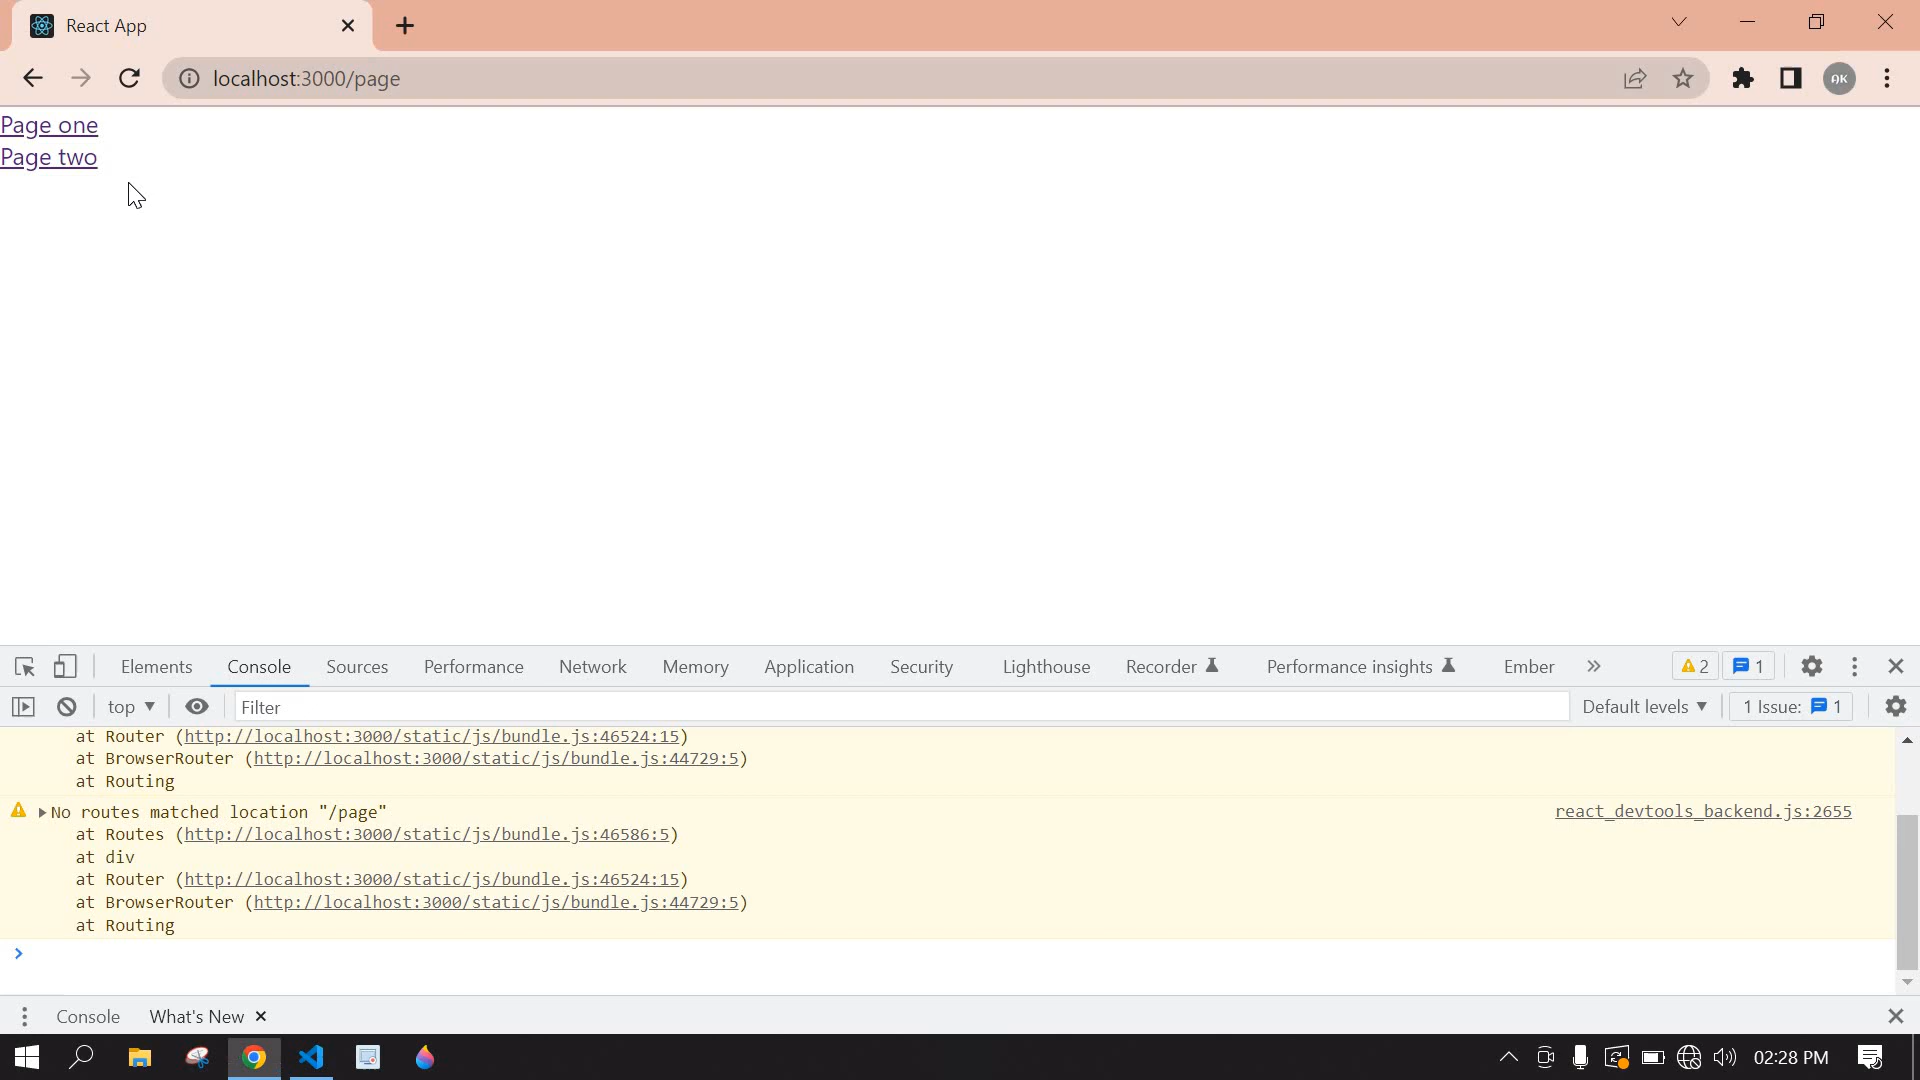 React App
localhost:3000/page
AK
Page one
Page two
Elements Console Sources Performance Network Memory Application Security Lighthouse Recorder Performance insights Ember 2 1
top Filter Default levels 1 Issue: 1
at Router (http://localhost:3000/static/js/bundle.js:46524:15)
at BrowserRouter (http://localhost:3000/static/js/bundle.js:44729:5)
at Routing
No routes matched location "/page" react_devtools_backend.js:2655
at Routes (http://localhost:3000/static/js/bundle.js:46586:5)
at div
at Router (http://localhost:3000/static/js/bundle.js:46524:15)
at BrowserRouter (http://localhost:3000/static/js/bundle.js:44729:5)
at Routing
Console What's New
02:28 PM